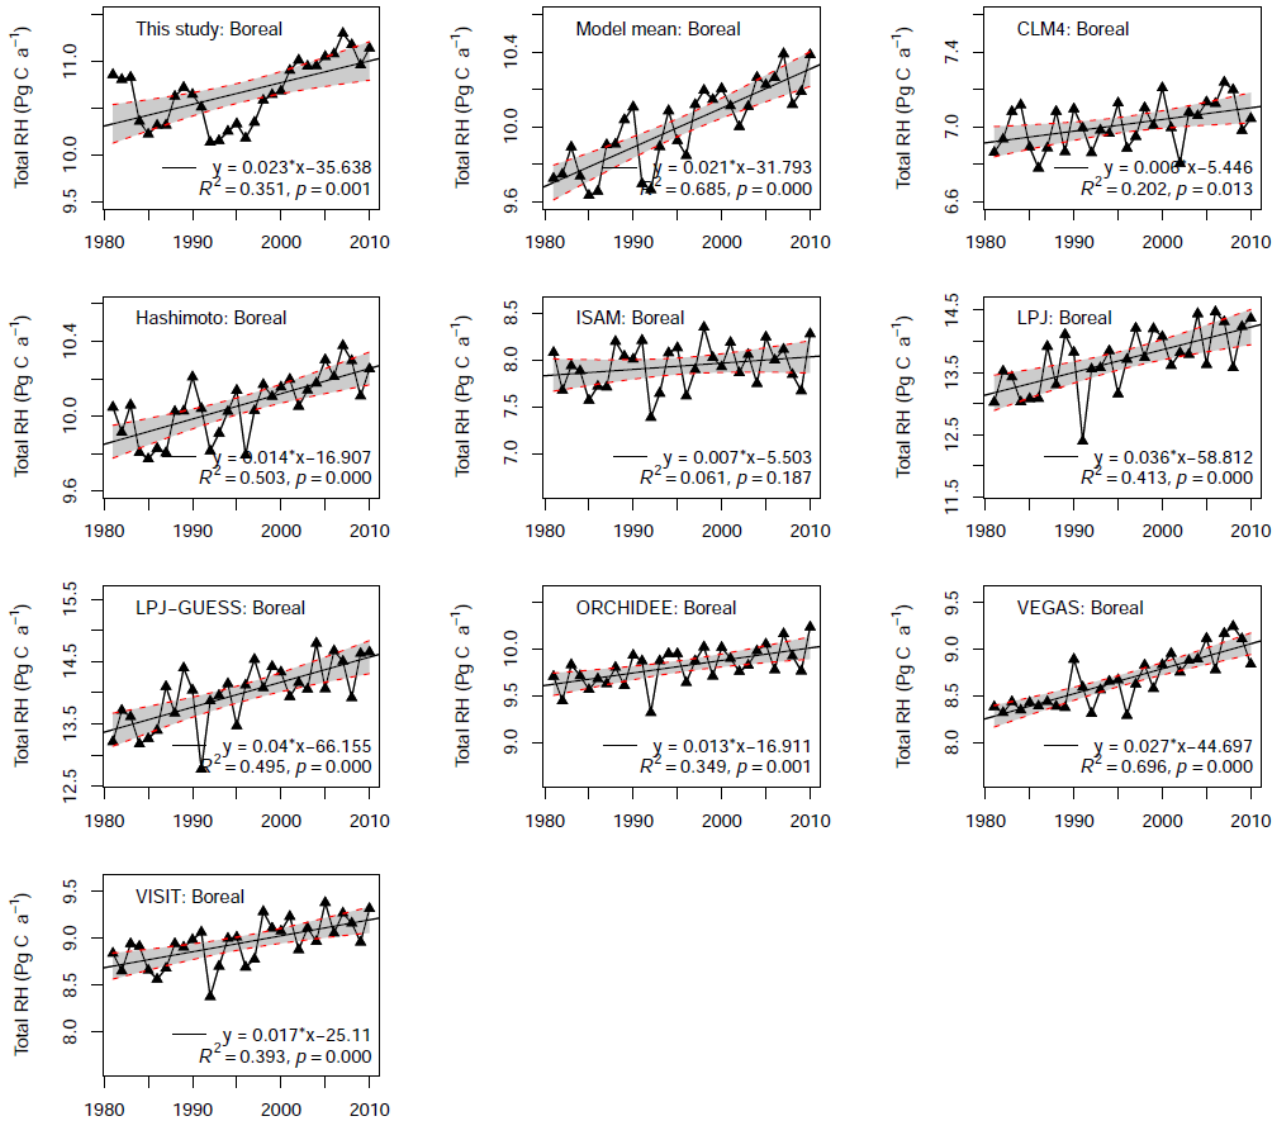 This study: Boreal
Total RH (Pg C a⁻¹)
9.5 10.0 11.0
y = 0.023*x−35.638
R² = 0.351, p = 0.001
1980 1990 2000 2010
Model mean: Boreal
Total RH (Pg C a⁻¹)
9.6 10.0 10.4
y = 0.021*x−31.793
R² = 0.685, p = 0.000
1980 1990 2000 2010
CLM4: Boreal
Total RH (Pg C a⁻¹)
6.6 7.0 7.4
y = 0.006*x−5.446
R² = 0.202, p = 0.013
1980 1990 2000 2010
Hashimoto: Boreal
Total RH (Pg C a⁻¹)
9.6 10.0 10.4
y = 0.014*x−16.907
R² = 0.503, p = 0.000
1980 1990 2000 2010
ISAM: Boreal
Total RH (Pg C a⁻¹)
7.0 7.5 8.0 8.5
y = 0.007*x−5.503
R² = 0.061, p = 0.187
1980 1990 2000 2010
LPJ: Boreal
Total RH (Pg C a⁻¹)
11.5 12.5 13.5 14.5
y = 0.036*x−58.812
R² = 0.413, p = 0.000
1980 1990 2000 2010
LPJ−GUESS: Boreal
Total RH (Pg C a⁻¹)
12.5 13.5 14.5 15.5
y = 0.04*x−66.155
R² = 0.495, p = 0.000
1980 1990 2000 2010
ORCHIDEE: Boreal
Total RH (Pg C a⁻¹)
9.0 9.5 10.0
y = 0.013*x−16.911
R² = 0.349, p = 0.001
1980 1990 2000 2010
VEGAS: Boreal
Total RH (Pg C a⁻¹)
8.0 8.5 9.0 9.5
y = 0.027*x−44.697
R² = 0.696, p = 0.000
1980 1990 2000 2010
VISIT: Boreal
Total RH (Pg C a⁻¹)
8.0 8.5 9.0 9.5
y = 0.017*x−25.11
R² = 0.393, p = 0.000
1980 1990 2000 2010